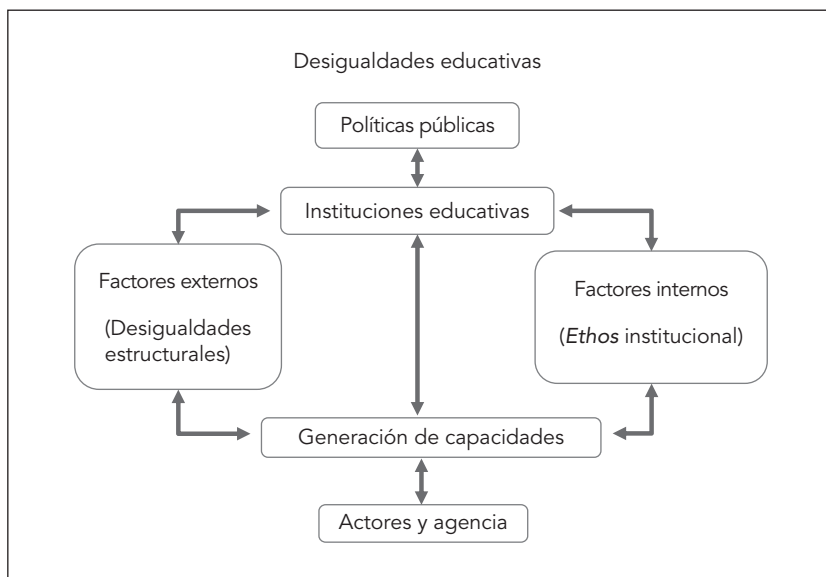 Desigualdades educativas
Políticas públicas
Instituciones educativas
Factores externos
(Desigualdades
estructurales)
Factores internos
(Ethos institucional)
Generación de capacidades
Actores y agencia